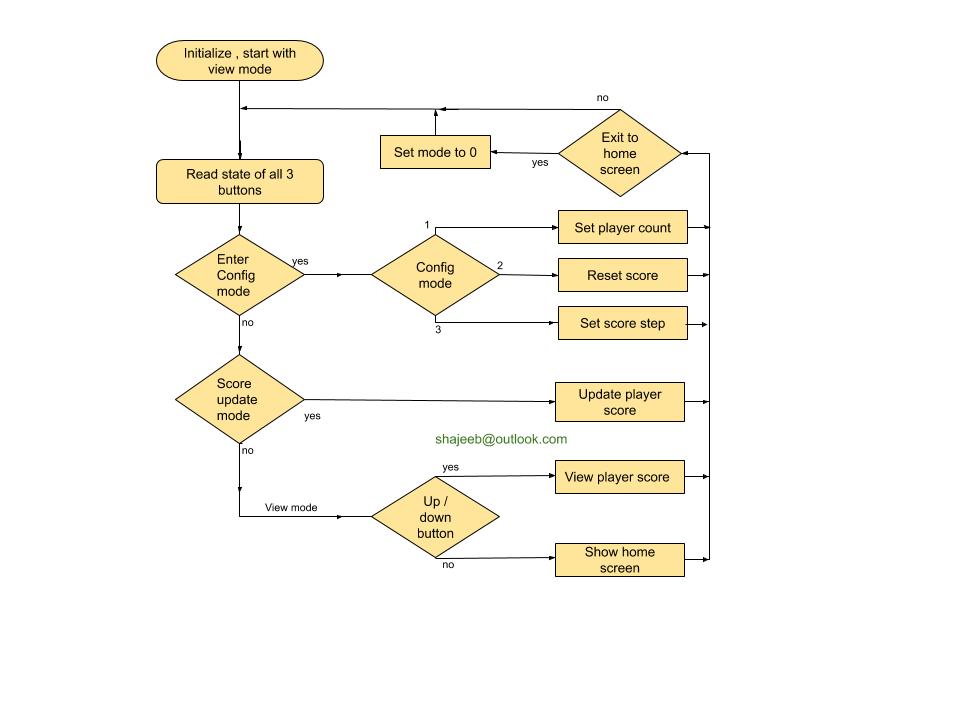 Initialize , start with
view mode
no
Exit to
home
screen
Set mode to 0
yes
Read state of all 3
buttons
1
Set player count
Enter
Config
mode
yes
Config
mode
2
Reset score
no
3
Set score step
Score
update
mode
yes
Update player
score
shajeeb@outlook.com
no
yes
View player score
View mode
Up /
down
button
no
Show home
screen